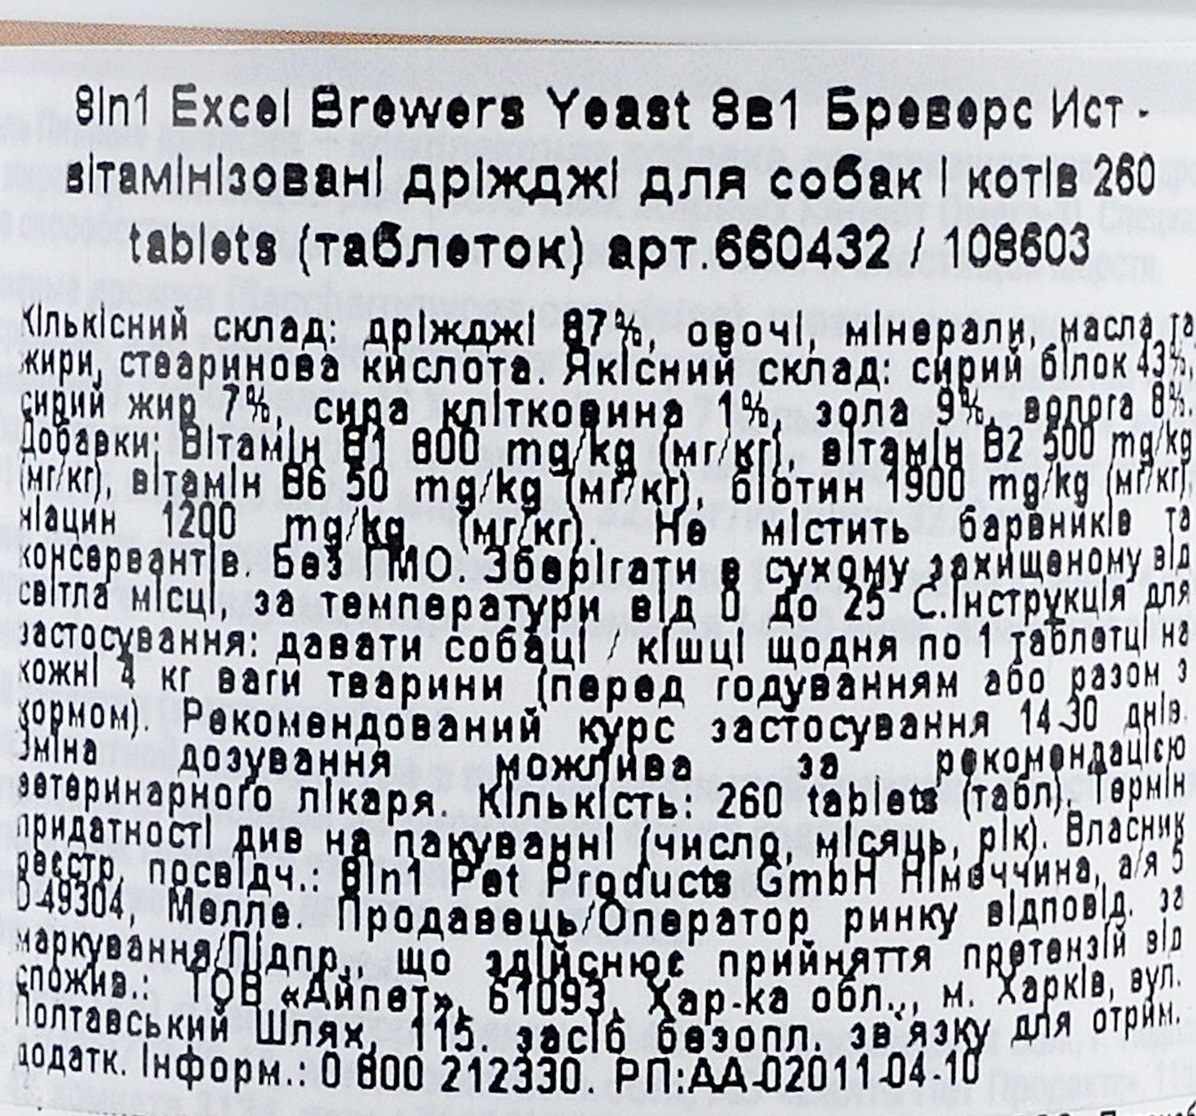 8in1 Excel Brewers Yeast 8в1 Бреверс Ист -
вітамінізовані дріжджі для собак і котів 260
tablets (таблеток) арт.660432 / 108603
Кількісний склад: дріжджі 87%, овочі, мінерали, масла та
жири, стеаринова кислота. Якісний склад: сирий білок 43%,
сирий жир 7%, сира клітковина 1%, зола 9%, волога 8%.
Добавки: Вітамін В1 600 mg/kg (мг/кг), вітамін В2 500 mg/kg
(мг/кг), вітамін В6 50 mg/kg (мг/кг), біотин 1900 mg/kg (мг/кг),
ніацин 1200 mg/kg (мг/кг). Не містить барвників та
консервантів. Без ГМО. Зберігати в сухому захищеному від
світла місці, за температури від 0 до 25°С.Інструкція для
застосування: давати собаці / кішці щодня по 1 таблетці на
кожні 4 кг ваги тварини (перед годуванням або разом з
кормом). Рекомендований курс застосування 14-30 днів.
Зміна дозування можлива за рекомендацією
ветеринарного лікаря. Кількість: 260 tablets (табл). Термін
придатності див на пакуванні (число, місяць, рік). Власник
реєстр, посвідч.: 8in1 Pet Products GmbH Німеччина, а/я 5
D-49304, Мелле. Продавець/Оператор ринку відповід. за
маркування/Підпр., що здійснює прийняття претензій від
спожив.: ТОВ «Айпет», 61093, Хар-ка обл.., м. Харків, вул.
Полтавський Шлях, 115. засіб безопл. зв'язку для отрим.
додатк. Інформ.: 0 800 212330. РП:АА-02011-04-10